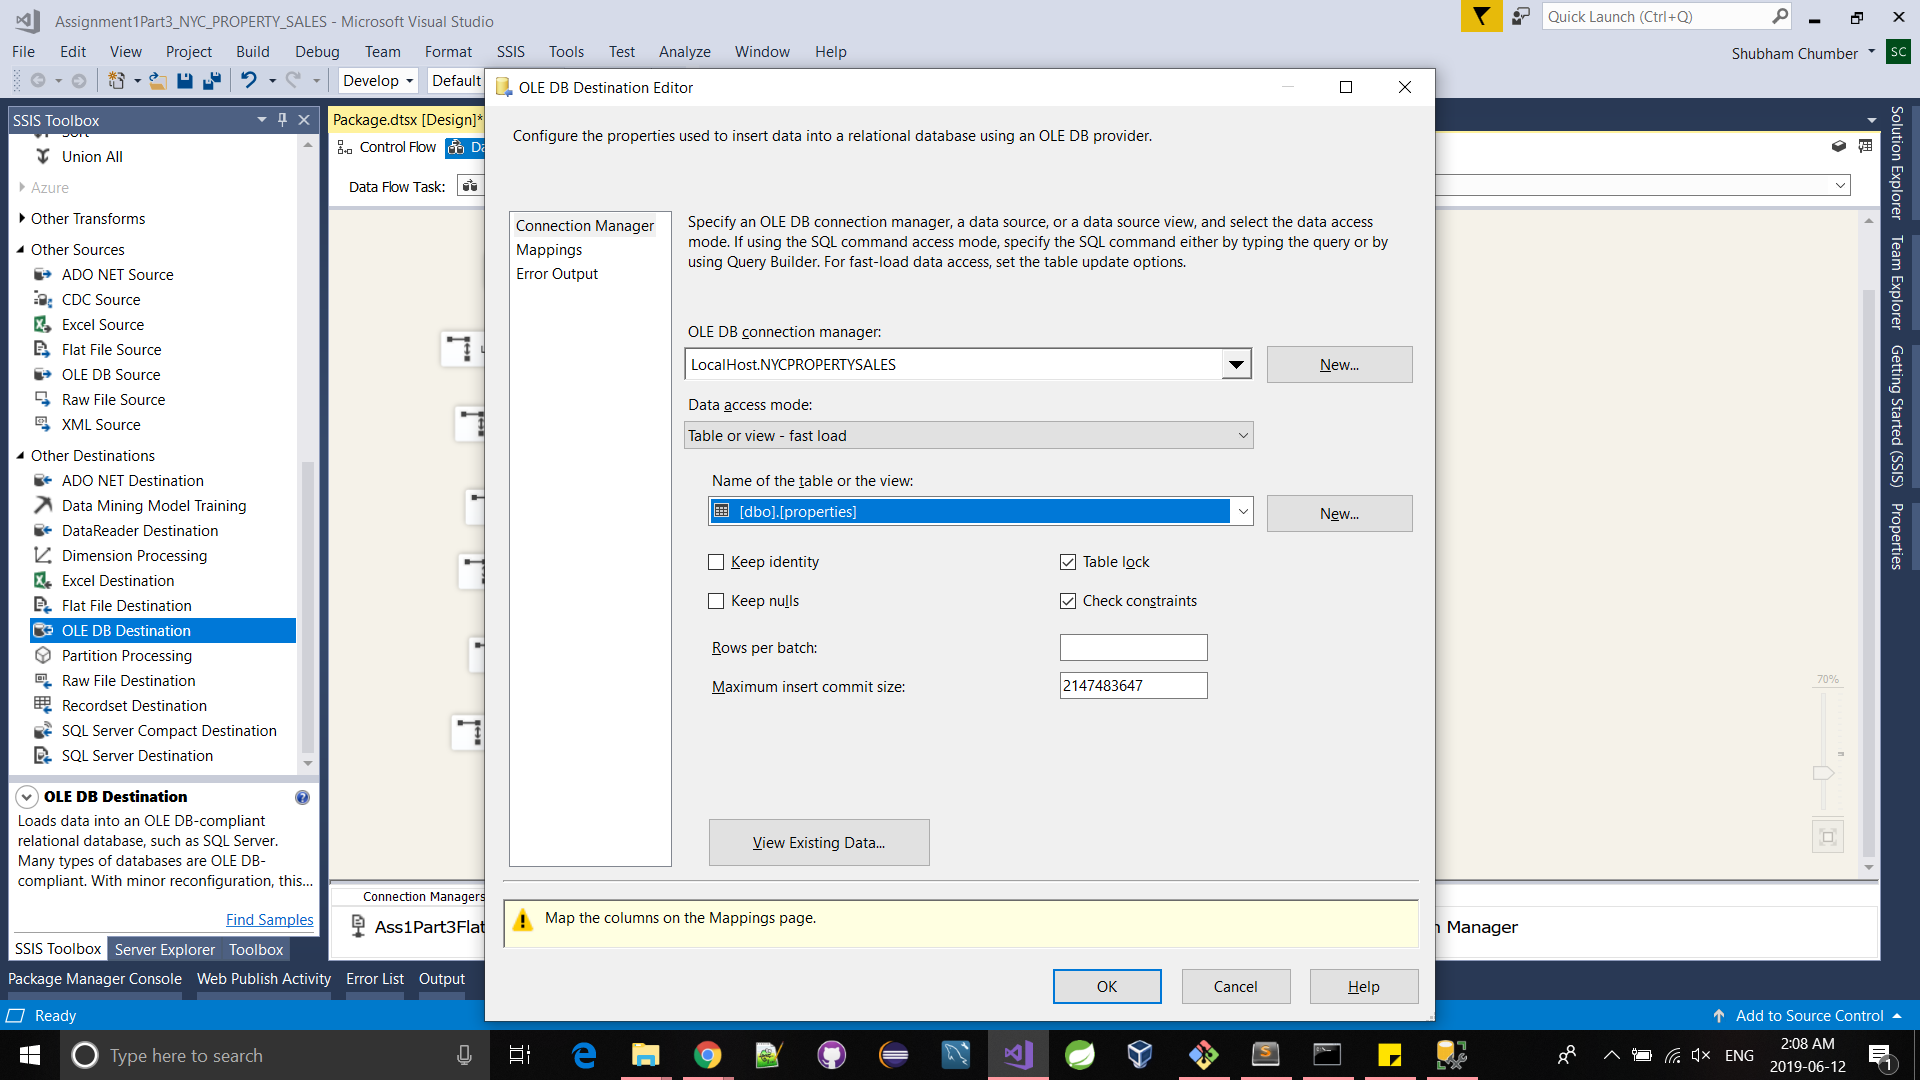 Assignment1Part3_NYC_PROPERTY_SALES - Microsoft Visual Studio
Quick Launch (Ctrl+Q)
File Edit View Project Build Debug Team Format SSIS Tools Test Analyze Window Help
Shubham Chumber
SC
Develop
Default
SSIS Toolbox
Union All
Azure
Other Transforms
Other Sources
ADO NET Source
CDC Source
Excel Source
Flat File Source
OLE DB Source
Raw File Source
XML Source
Other Destinations
ADO NET Destination
Data Mining Model Training
DataReader Destination
Dimension Processing
Excel Destination
Flat File Destination
OLE DB Destination
Partition Processing
Raw File Destination
Recordset Destination
SQL Server Compact Destination
SQL Server Destination
OLE DB Destination
Loads data into an OLE DB-compliant
relational database, such as SQL Server.
Many types of databases are OLE DB-
compliant. With minor reconfiguration, this...
Find Samples
SSIS Toolbox Server Explorer Toolbox
Package Manager Console Web Publish Activity Error List Output
Ready
Package.dtsx [Design]*
Control Flow
Da
Data Flow Task:
Connection Managers
Ass1Part3Flat
OLE DB Destination Editor
Configure the properties used to insert data into a relational database using an OLE DB provider.
Connection Manager
Mappings
Error Output
Specify an OLE DB connection manager, a data source, or a data source view, and select the data access
mode. If using the SQL command access mode, specify the SQL command either by typing the query or by
using Query Builder. For fast-load data access, set the table update options.
OLE DB connection manager:
LocalHost.NYCPROPERTYSALES
New...
Data access mode:
Table or view - fast load
Name of the table or the view:
[dbo].[properties]
New...
Keep identity
Table lock
Keep nulls
Check constraints
Rows per batch:
Maximum insert commit size:
2147483647
View Existing Data...
Map the columns on the Mappings page.
OK
Cancel
Help
Manager
70%
Solution Explorer
Team Explorer
Getting Started (SSIS)
Properties
Add to Source Control
Type here to search
ENG
2:08 AM
2019-06-12
1